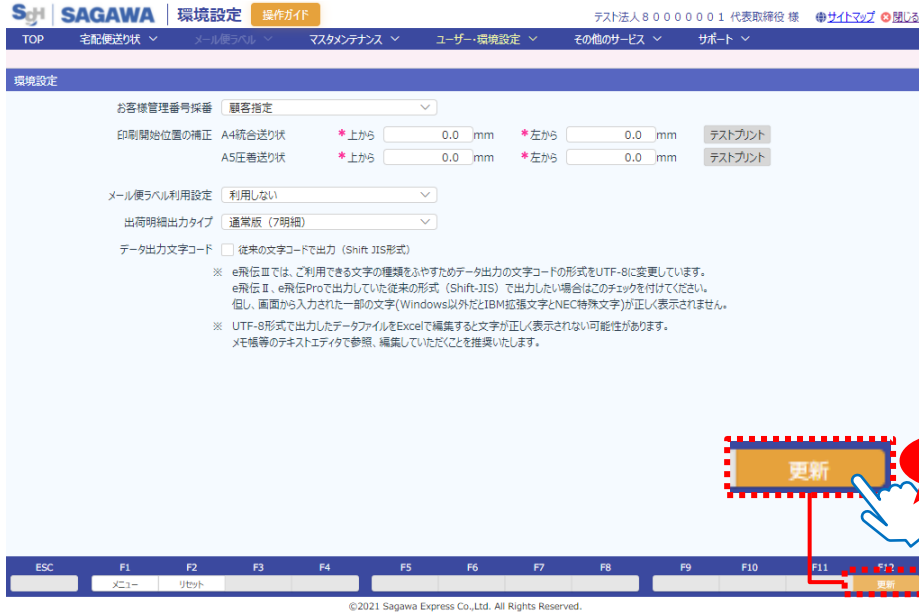 SGH SAGAWA 環境設定 操作ガイド テスト法人80000001 代表取締役 様 サイトマップ 閉じる
TOP 宅配便送り状 メール便ラベル マスタメンテナンス ユーザー・環境設定 その他のサービス サポート
環境設定
お客様管理番号採番 顧客指定
印刷開始位置の補正 A4統合送り状 *上から 0.0 mm *左から 0.0 mm テストプリント
A5圧着送り状 *上から 0.0 mm *左から 0.0 mm テストプリント
メール便ラベル利用設定 利用しない
出荷明細出力タイプ 通常版(7明細)
データ出力文字コード 従来の文字コードで出力(Shift JIS形式)
※ e飛伝Ⅲでは、ご利用できる文字の種類をふやすためデータ出力の文字コードの形式をUTF-8に変更しています。
e飛伝Ⅱ、e飛伝Proで出力していた従来の形式(Shift-JIS)で出力したい場合はこのチェックを付けてください。
但し、画面から入力された一部の文字(Windows以外だとIBM拡張文字とNEC特殊文字)が正しく表示されません。
※ UTF-8形式で出力したデータファイルをExcelで編集すると文字が正しく表示されない可能性があります。
メモ帳等のテキストエディタで参照、編集していただくことを推奨いたします。
更新
ESC F1 F2 F3 F4 F5 F6 F7 F8 F9 F10 F11 F12
メニュー リセット 更新
©2021 Sagawa Express Co.,Ltd. All Rights Reserved.